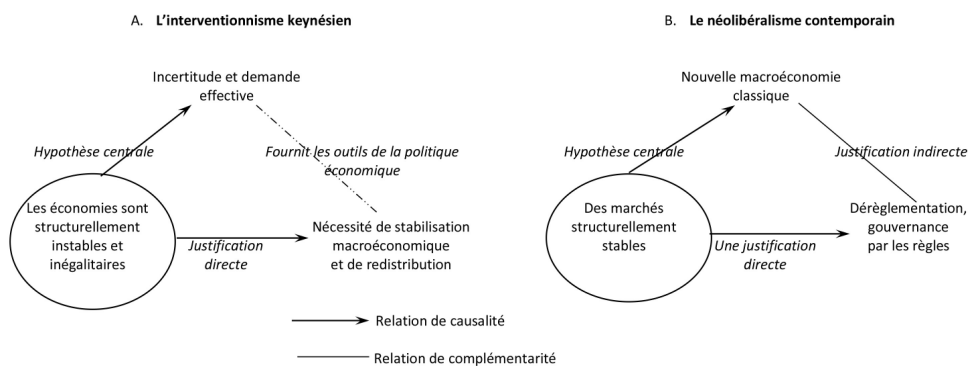 A. L'interventionnisme keynésien
Incertitude et demande
effective
Hypothèse centrale
Fournit les outils de la politique
économique
Les économies sont
structurellement
instables et
inégalitaires
Justification
directe
Nécessité de stabilisation
macroéconomique
et de redistribution
B. Le néolibéralisme contemporain
Nouvelle macroéconomie
classique
Hypothèse centrale
Justification indirecte
Des marchés
structurellement
stables
Une justification
directe
Dérèglementation,
gouvernance
par les règles
Relation de causalité
Relation de complémentarité